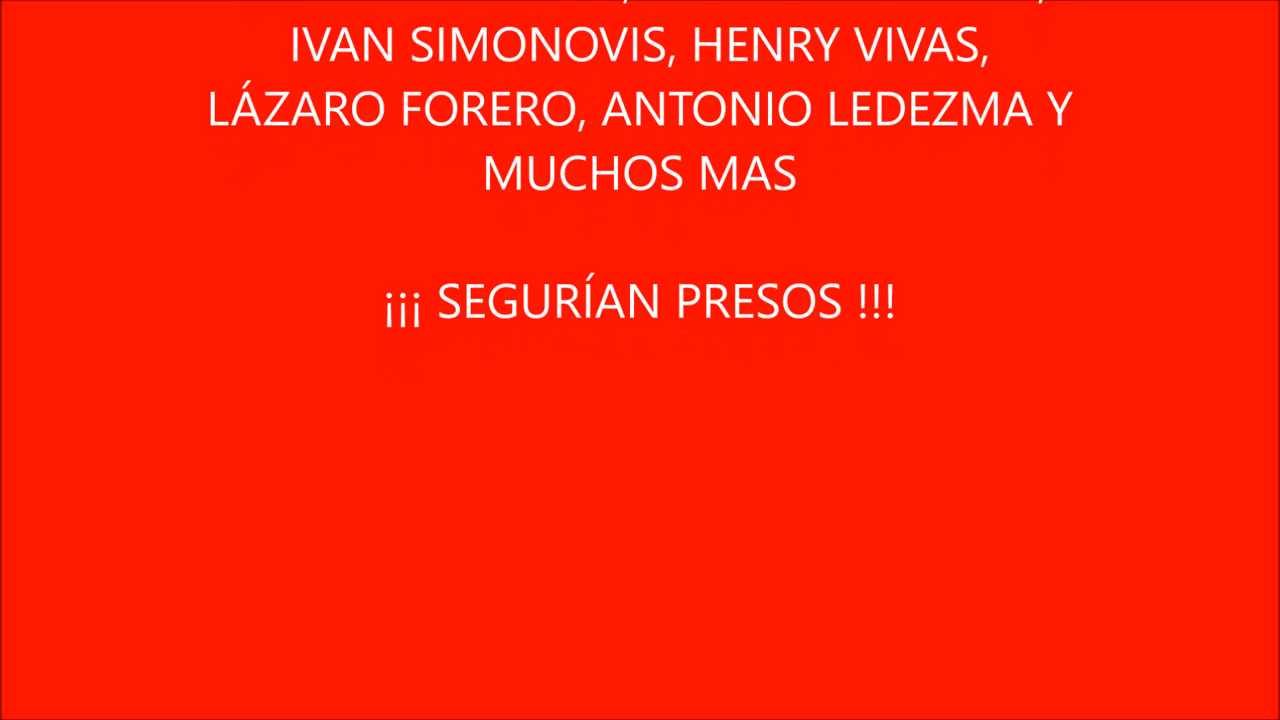 IVAN SIMONOVIS, HENRY VIVAS,
LÁZARO FORERO, ANTONIO LEDEZMA Y
MUCHOS MAS
¡¡¡ SEGURÍAN PRESOS !!!